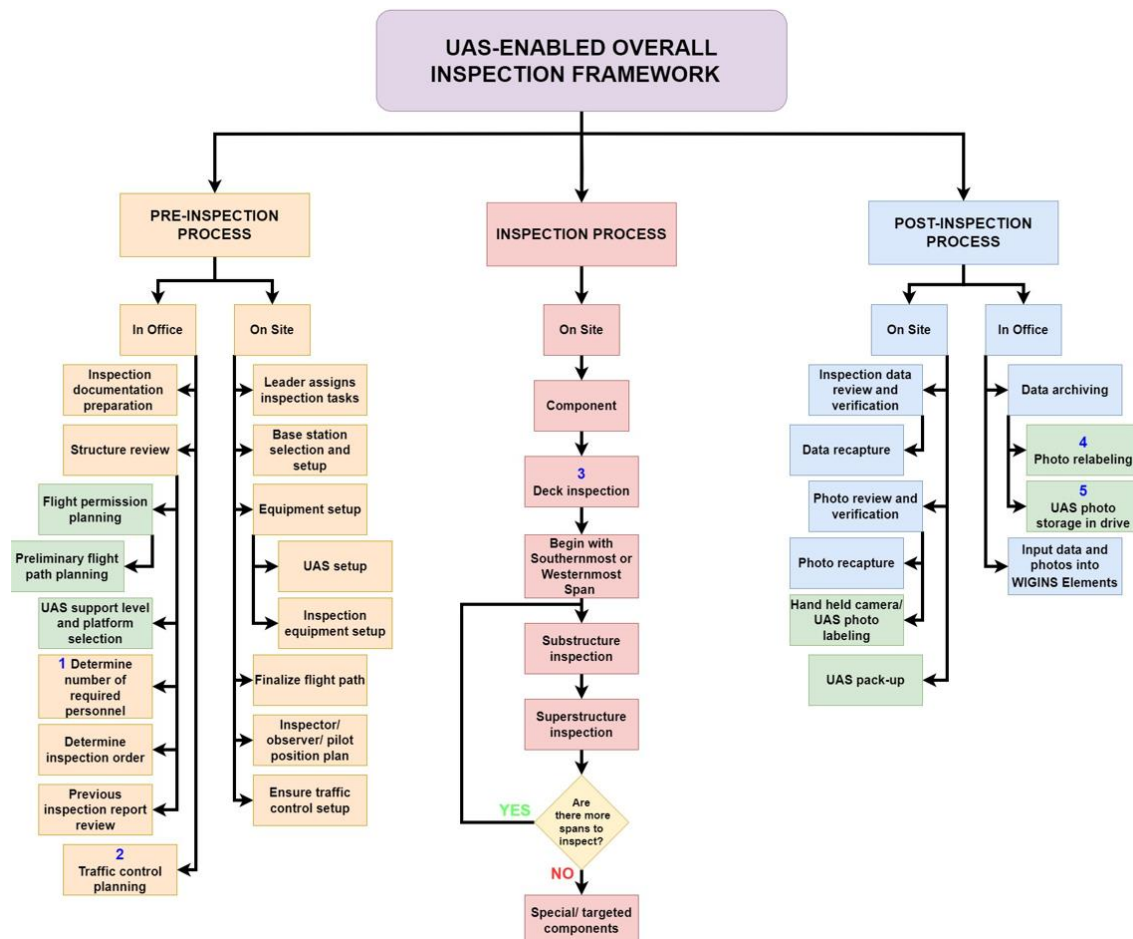 UAS-ENABLED OVERALL
INSPECTION FRAMEWORK
PRE-INSPECTION
PROCESS
In Office
Inspection
documentation
preparation
Structure review
Flight permission
planning
Preliminary flight
path planning
UAS support level
and platform
selection
1 Determine
number of
required
personnel
Determine
inspection order
Previous
inspection report
review
2
Traffic control
planning
On Site
Leader assigns
inspection tasks
Base station
selection and
setup
Equipment setup
UAS setup
Inspection
equipment setup
Finalize flight path
Inspector/
observer/ pilot
position plan
Ensure traffic
control setup
INSPECTION PROCESS
On Site
Component
3
Deck inspection
Begin with
Southernmost or
Westernmost
Span
Substructure
inspection
Superstructure
inspection
Are
there more
spans to
inspect?
YES
NO
Special/ targeted
components
POST-INSPECTION
PROCESS
On Site
Inspection data
review and
verification
Data recapture
Photo review and
verification
Photo recapture
Hand held camera/
UAS photo
labeling
UAS pack-up
In Office
Data archiving
4
Photo relabeling
5
UAS photo
storage in drive
Input data and
photos into
WIGINS Elements